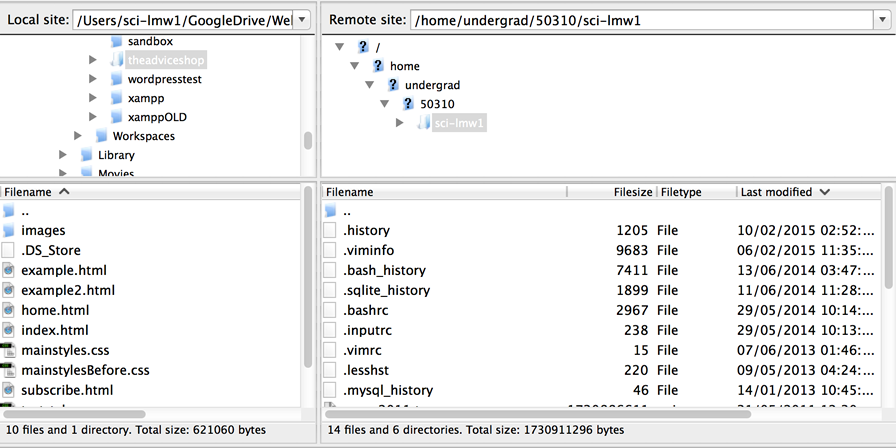 Local site: /Users/sci-lmw1/GoogleDrive/We
sandbox
theadviceshop
wordpresstest
xampp
xamppOLD
Workspaces
Library
Movies
Filename
..
images
.DS_Store
example.html
example2.html
home.html
index.html
mainstyles.css
mainstylesBefore.css
subscribe.html
10 files and 1 directory. Total size: 621060 bytes
Remote site: /home/undergrad/50310/sci-lmw1
/
home
undergrad
50310
sci-lmw1
Filename Filesize Filetype Last modified
..
.history 1205 File 10/02/2015 02:52:...
.viminfo 9683 File 06/02/2015 11:35:...
.bash_history 7411 File 13/06/2014 03:47:...
.sqlite_history 1899 File 11/06/2014 11:28:...
.bashrc 2967 File 29/05/2014 10:14:...
.inputrc 238 File 29/05/2014 10:13:...
.vimrc 15 File 07/06/2013 01:46:...
.lesshst 220 File 09/05/2013 04:24:...
.mysql_history 46 File 14/01/2013 10:45:...
14 files and 6 directories. Total size: 1730911296 bytes